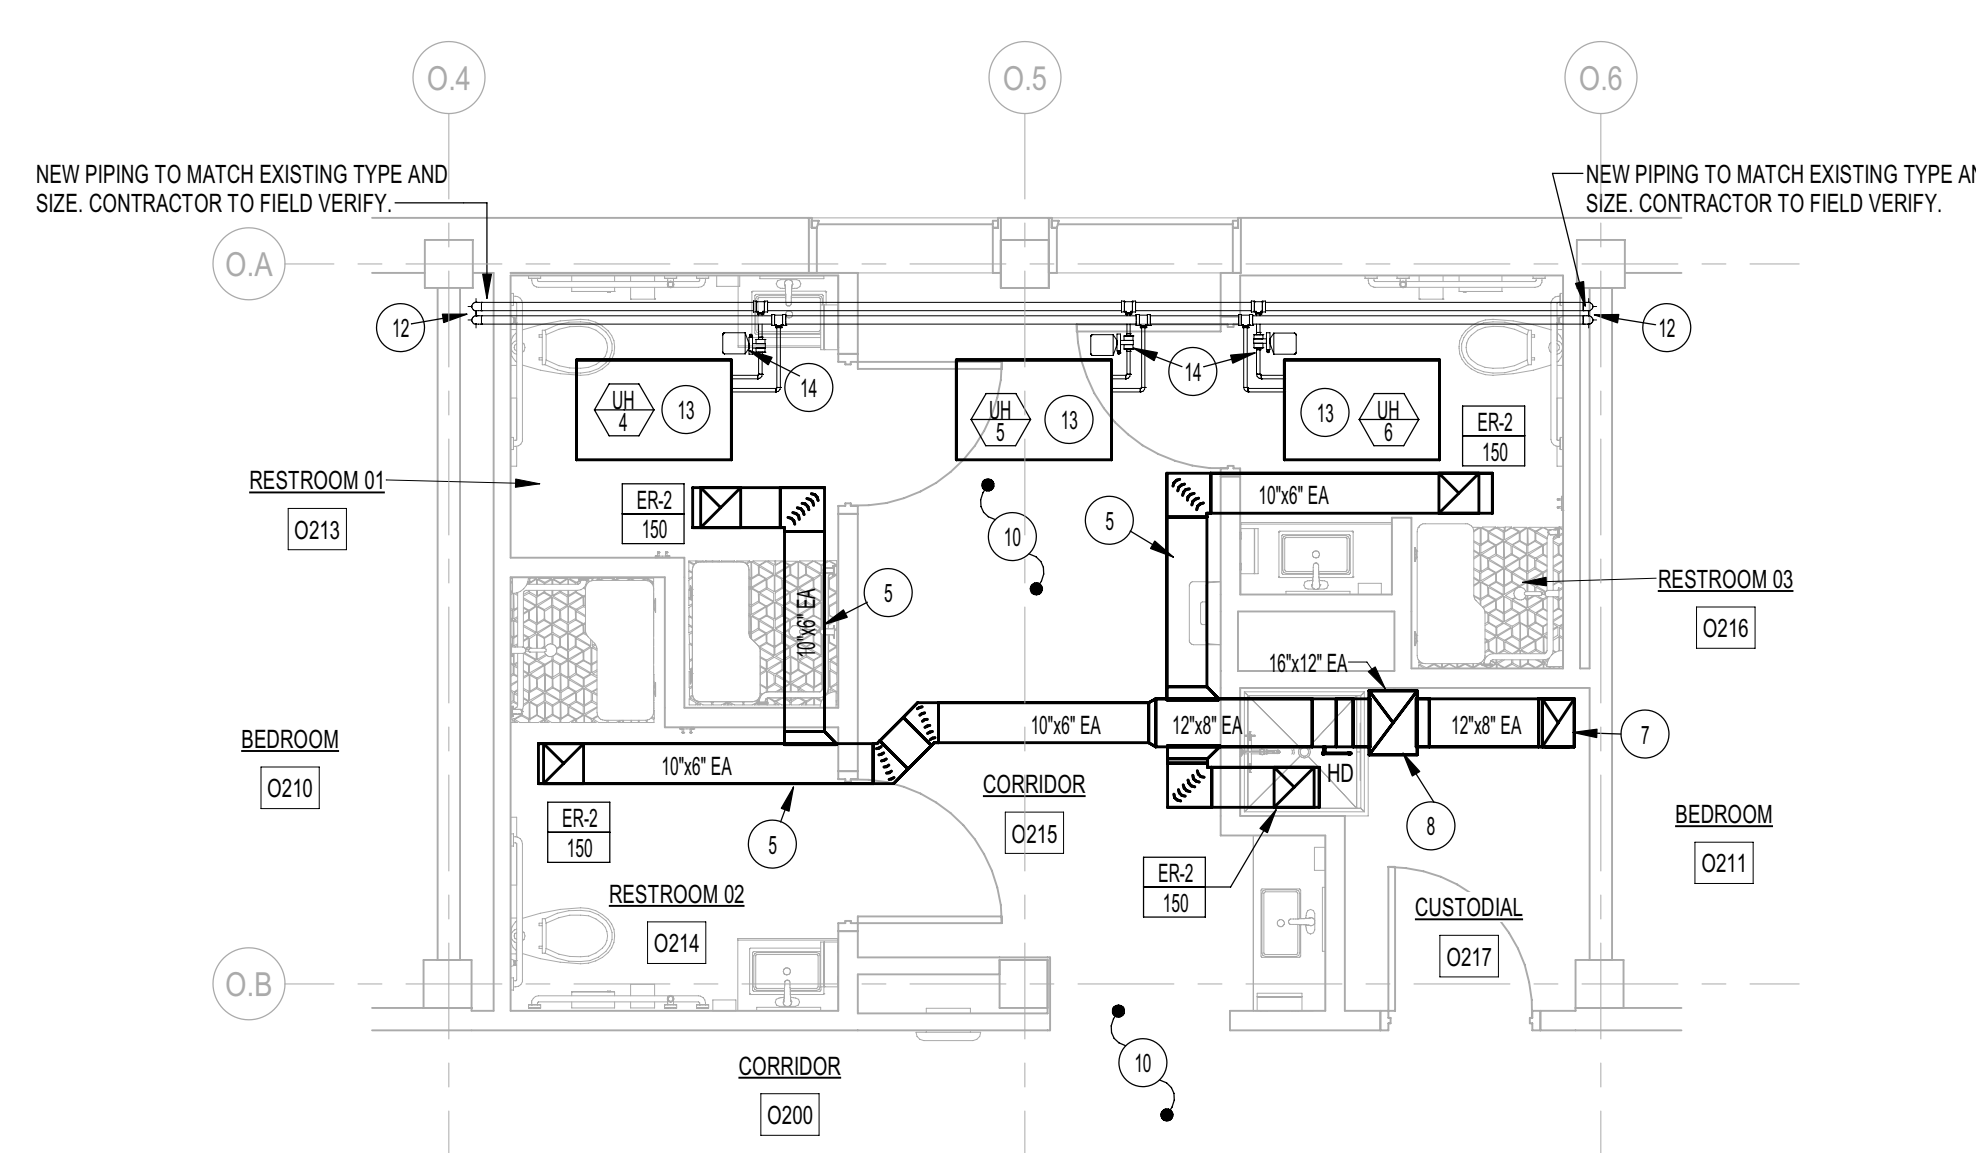 O.4
O.5
O.6
NEW PIPING TO MATCH EXISTING TYPE AND
SIZE. CONTRACTOR TO FIELD VERIFY.
NEW PIPING TO MATCH EXISTING TYPE
SIZE. CONTRACTOR TO FIELD VERIFY.
O.A
12
12
14
14
UH
4
13
UH
5
13
13
UH
6
ER-2
150
RESTROOM 01
O213
ER-2
150
10"x6" EA
5
10
5
10"x6" EA
RESTROOM 03
O216
16"x12" EA
BEDROOM
O210
10"x6" EA
10"x6" EA
12"x8" EA
12"x8" EA
7
HD
CORRIDOR
O215
ER-2
150
5
8
BEDROOM
O211
ER-2
150
RESTROOM 02
O214
CUSTODIAL
O217
O.B
CORRIDOR
O200
10